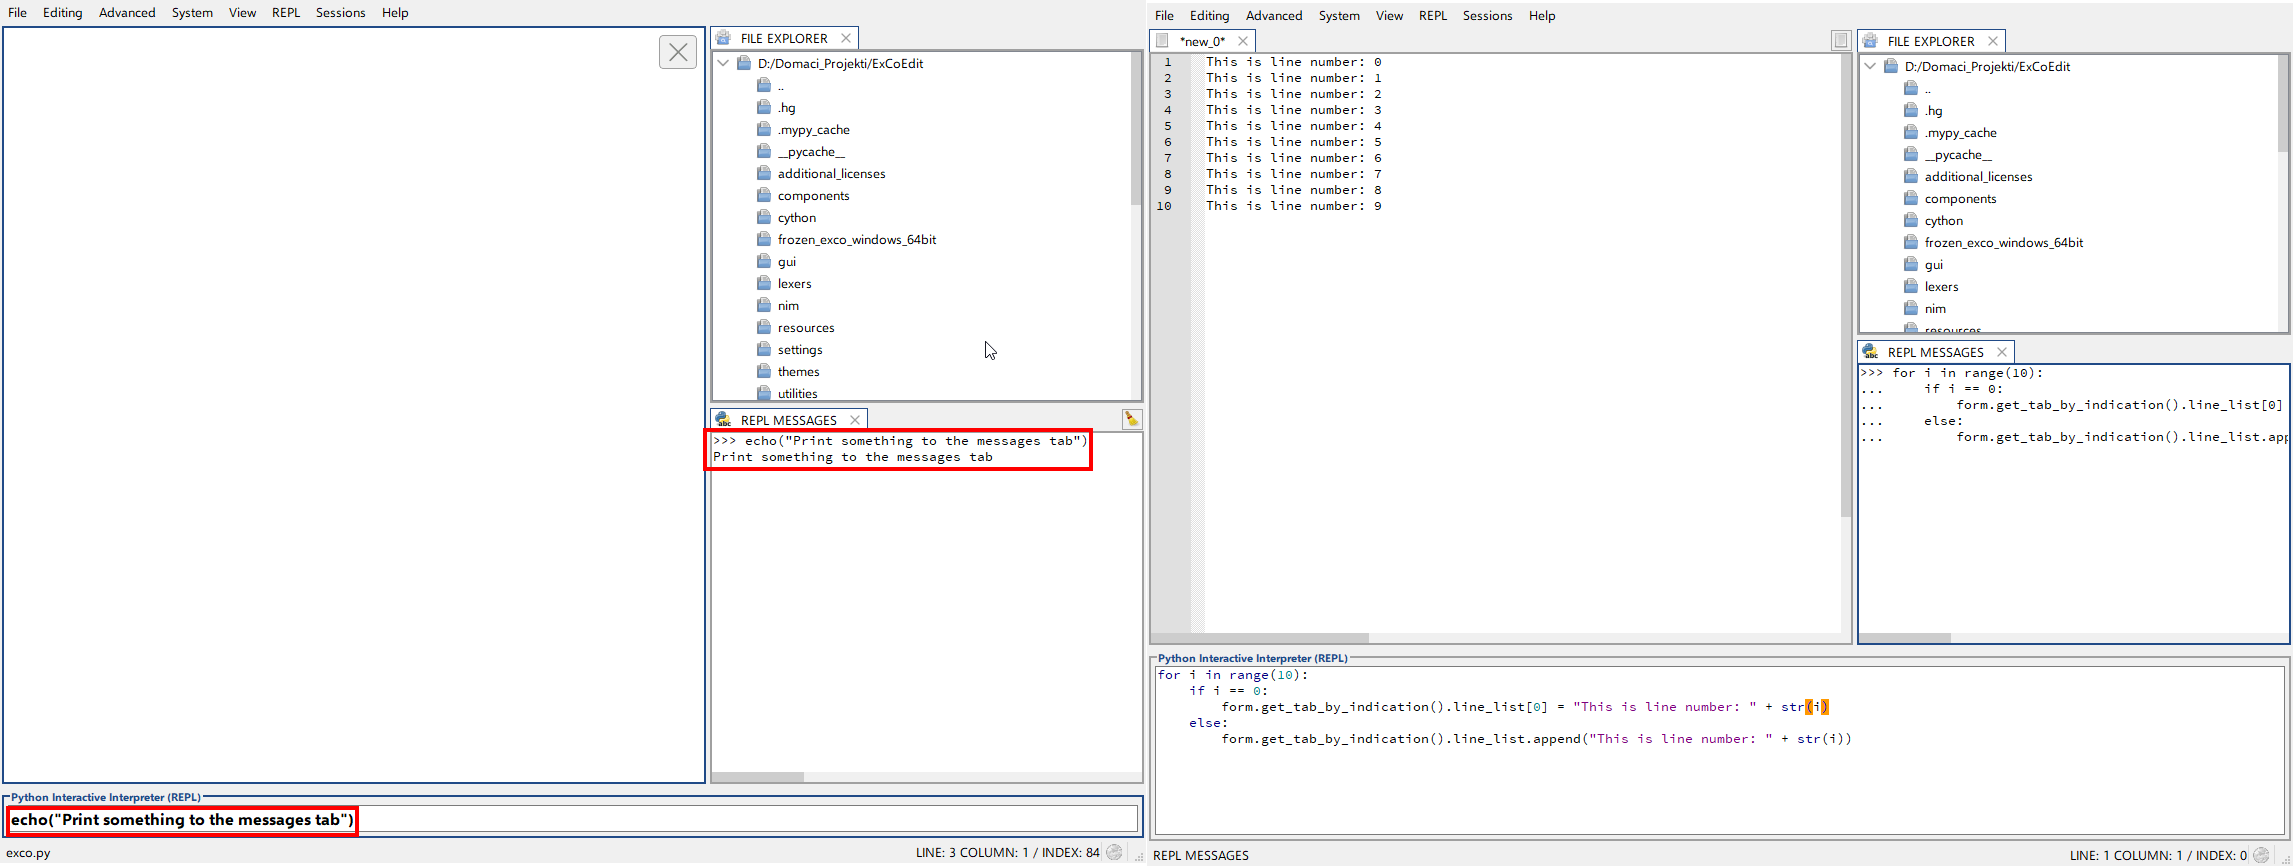 File Editing Advanced System View REPL Sessions Help
FILE EXPLORER
D:/Domaci_Projekti/ExCoEdit
..
.hg
.mypy_cache
__pycache__
additional_licenses
components
cython
frozen_exco_windows_64bit
gui
lexers
nim
resources
settings
themes
utilities
REPL MESSAGES
>>> echo("Print something to the messages tab")
Print something to the messages tab
Python Interactive Interpreter (REPL)
echo("Print something to the messages tab")
exco.py
LINE: 3 COLUMN: 1 / INDEX: 84
File Editing Advanced System View REPL Sessions Help
*new_0*
1 This is line number: 0
2 This is line number: 1
3 This is line number: 2
4 This is line number: 3
5 This is line number: 4
6 This is line number: 5
7 This is line number: 6
8 This is line number: 7
9 This is line number: 8
10 This is line number: 9
FILE EXPLORER
D:/Domaci_Projekti/ExCoEdit
..
.hg
.mypy_cache
__pycache__
additional_licenses
components
cython
frozen_exco_windows_64bit
gui
lexers
nim
resources
REPL MESSAGES
>>> for i in range(10):
...     if i == 0:
...         form.get_tab_by_indication().line_list[0]
...     else:
...         form.get_tab_by_indication().line_list.app
Python Interactive Interpreter (REPL)
for i in range(10):
    if i == 0:
        form.get_tab_by_indication().line_list[0] = "This is line number: " + str(i)
    else:
        form.get_tab_by_indication().line_list.append("This is line number: " + str(i))
REPL MESSAGES
LINE: 1 COLUMN: 1 / INDEX: 0